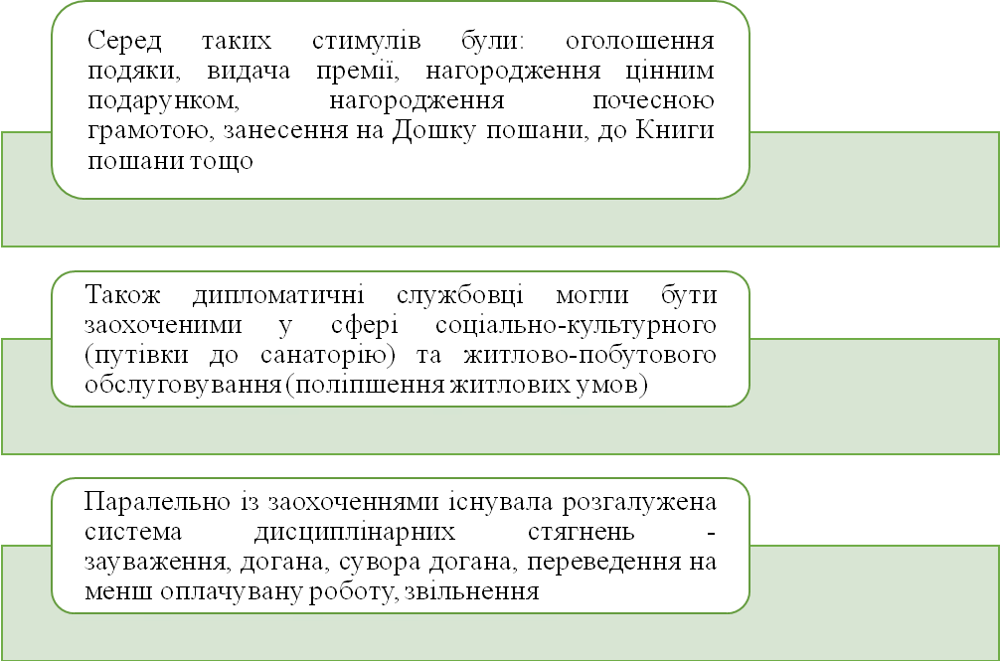 Серед таких стимулів були: оголошення
подяки, видача премії, нагородження цінним
подарунком, нагородження почесною
грамотою, занесення на Дошку пошани, до Книги
пошани тощо
Також дипломатичні службовці могли бути
заохоченими у сфері соціально-культурного
(путівки до санаторію) та житлово-побутового
обслуговування (поліпшення житлових умов)
Паралельно із заохоченнями існувала розгалужена
система дисциплінарних стягнень -
зауваження, догана, сувора догана, переведення на
менш оплачувану роботу, звільнення